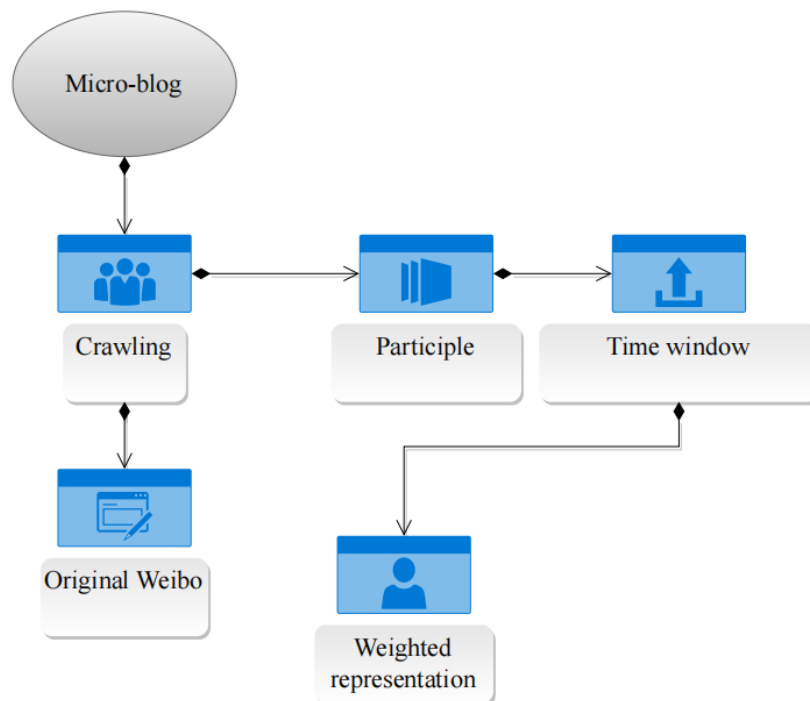 Micro-blog
Crawling
Participle
Time window
Original Weibo
Weighted
representation